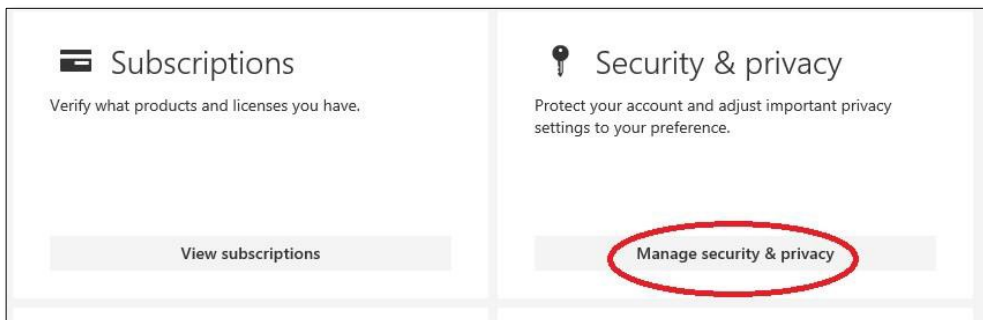 Subscriptions
Verify what products and licenses you have.
View subscriptions
Security & privacy
Protect your account and adjust important privacy
settings to your preference.
Manage security & privacy